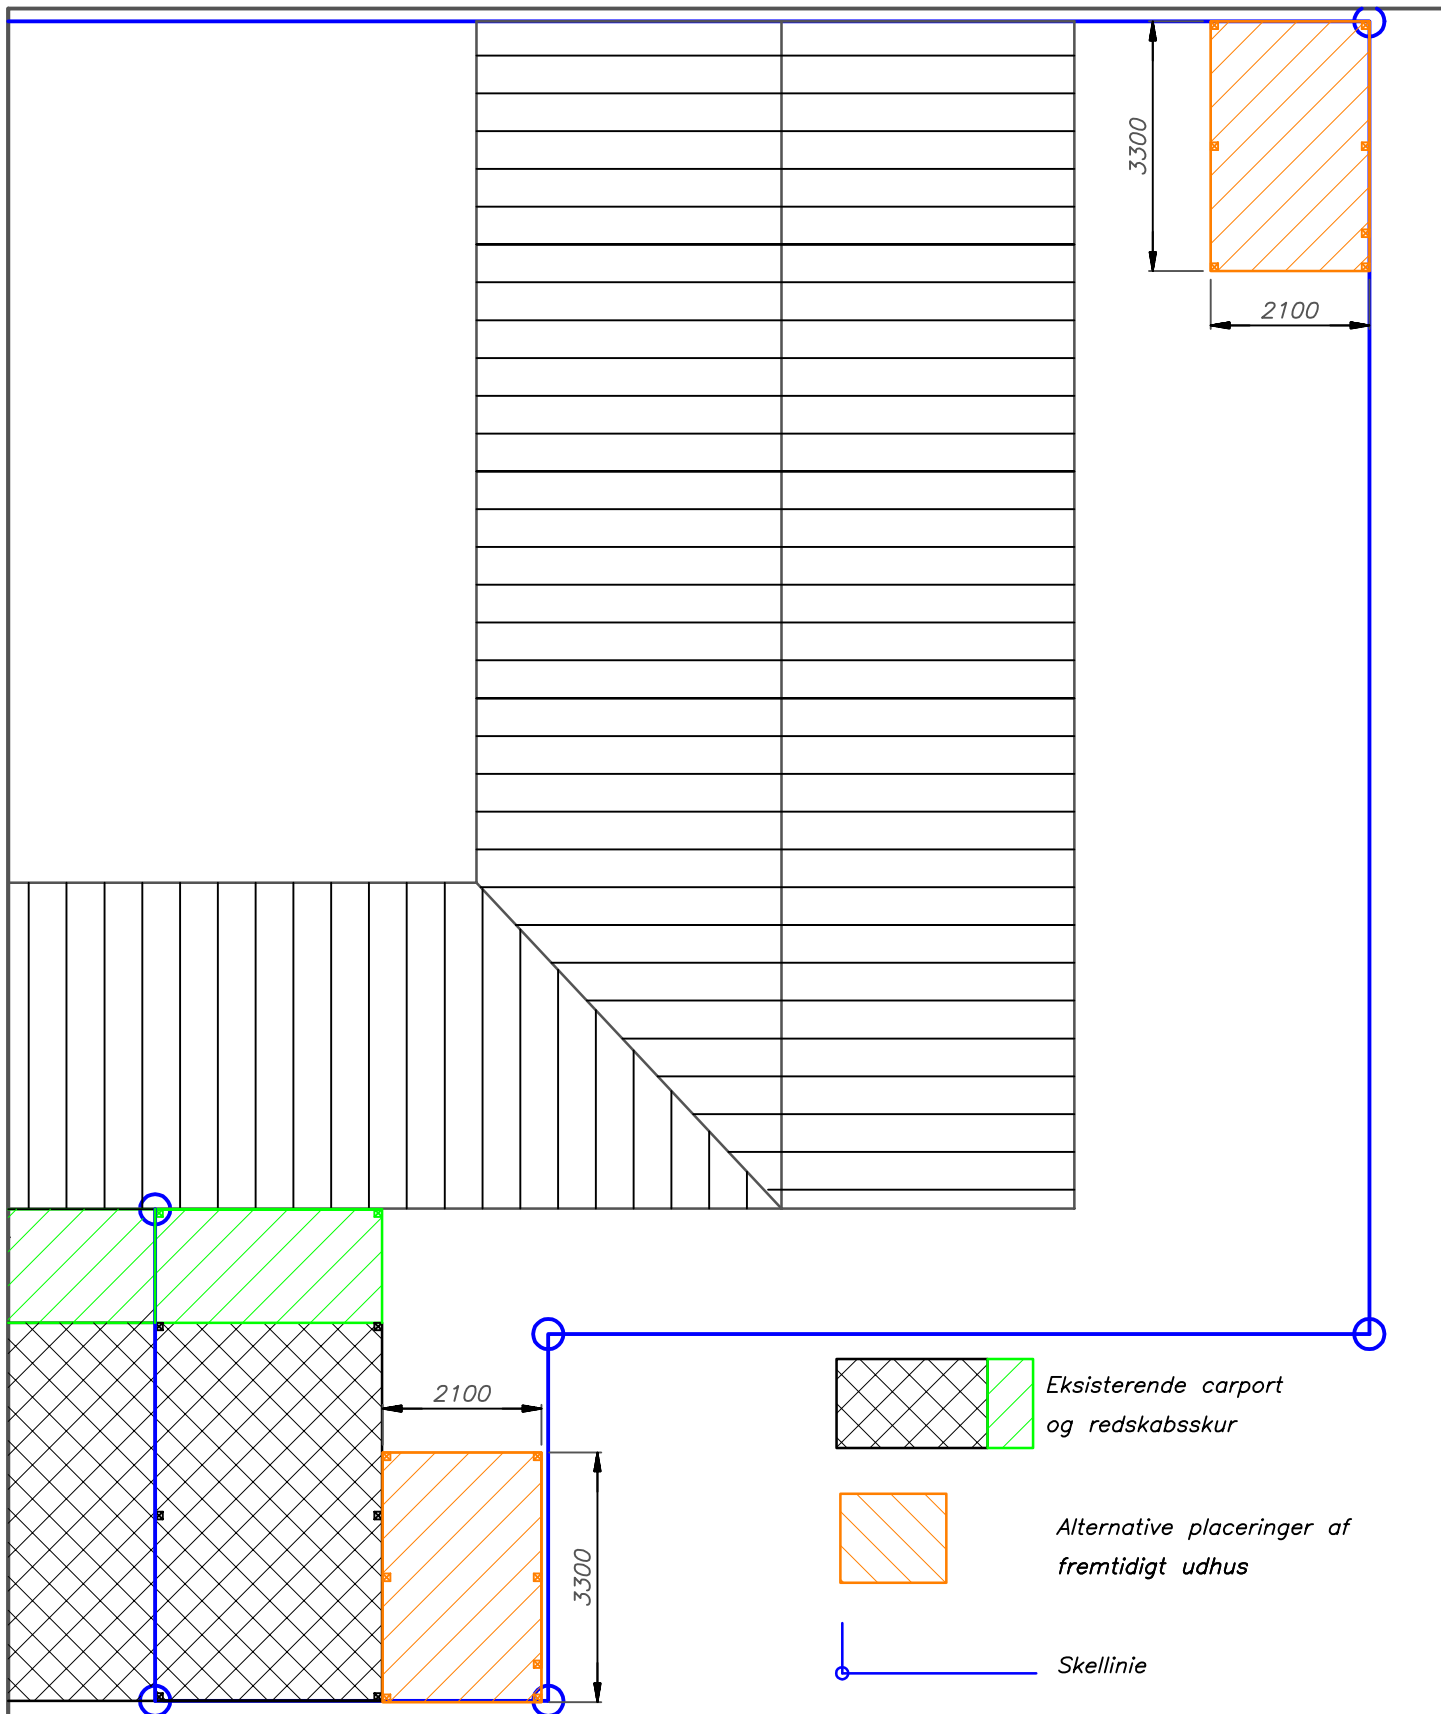 3300
2100
2100
3300
Eksisterende carport
og redskabsskur
Alternative placeringer af
fremtidigt udhus
Skellinie